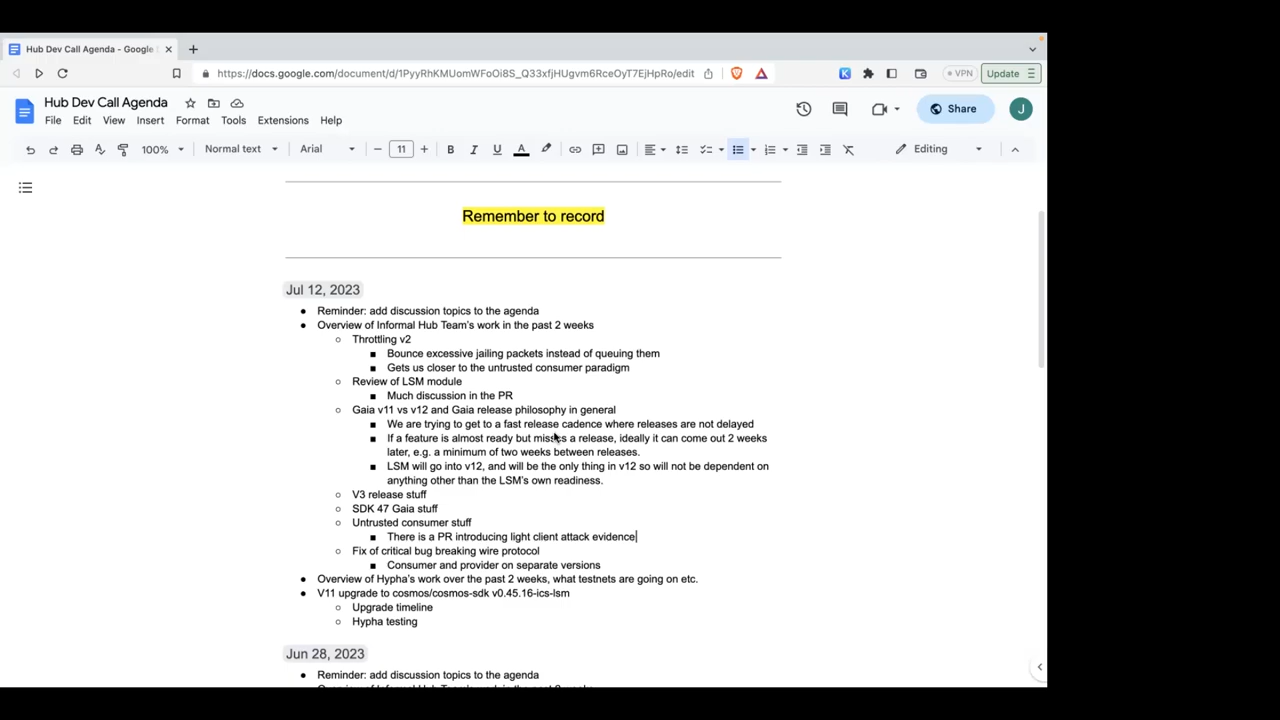 Hub Dev Call Agenda - Google
https://docs.google.com/document/d/1PyyRhKMUomWFoOi8S_Q33xfjHUgvm6RceOyT7EjHpRo/edit
VPN
Update
Hub Dev Call Agenda
File Edit View Insert Format Tools Extensions Help
Share
J
100% Normal text Arial 11 B I U A Editing
Remember to record
Jul 12, 2023
Reminder: add discussion topics to the agenda
Overview of Informal Hub Team's work in the past 2 weeks
Throttling v2
Bounce excessive jailing packets instead of queuing them
Gets us closer to the untrusted consumer paradigm
Review of LSM module
Much discussion in the PR
Gaia v11 vs v12 and Gaia release philosophy in general
We are trying to get to a fast release cadence where releases are not delayed
If a feature is almost ready but misses a release, ideally it can come out 2 weeks
later, e.g. a minimum of two weeks between releases.
LSM will go into v12, and will be the only thing in v12 so will not be dependent on
anything other than the LSM's own readiness.
V3 release stuff
SDK 47 Gaia stuff
Untrusted consumer stuff
There is a PR introducing light client attack evidence
Fix of critical bug breaking wire protocol
Consumer and provider on separate versions
Overview of Hypha's work over the past 2 weeks, what testnets are going on etc.
V11 upgrade to cosmos/cosmos-sdk v0.45.16-ics-lsm
Upgrade timeline
Hypha testing
Jun 28, 2023
Reminder: add discussion topics to the agenda